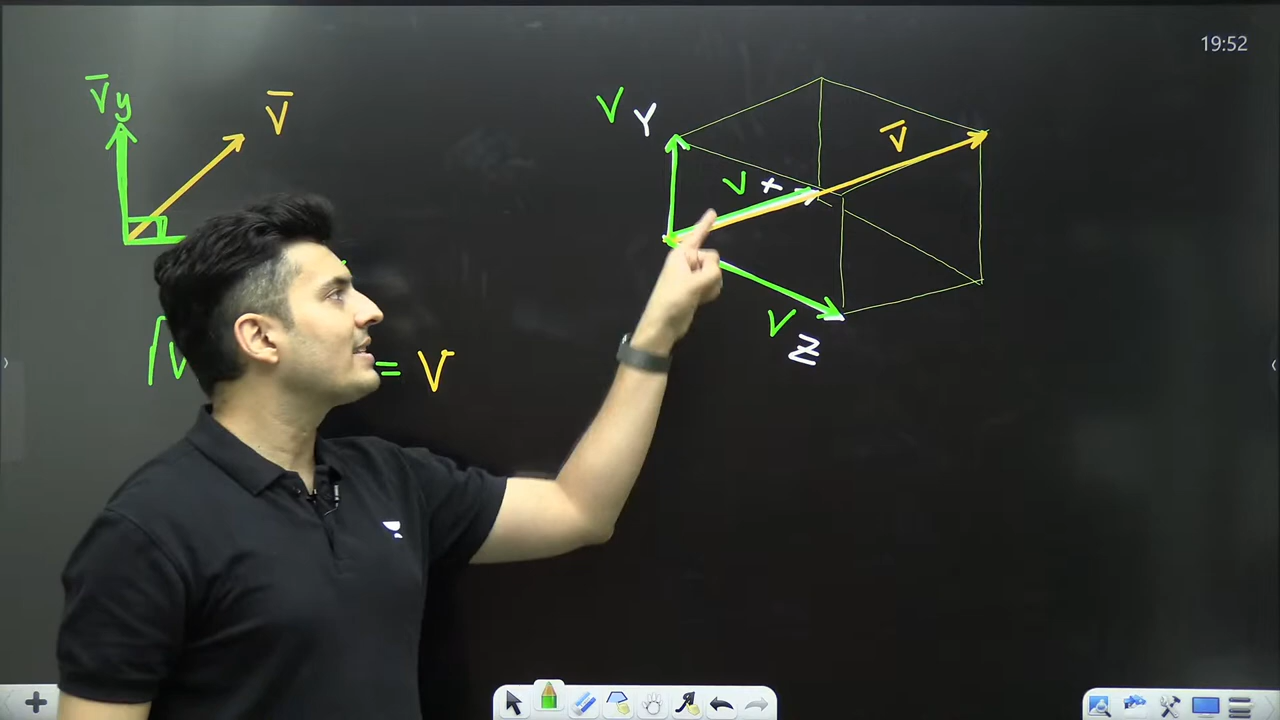 19:52
V̅y
V̅
√V
= V
V Y
V x
V̅
V Z